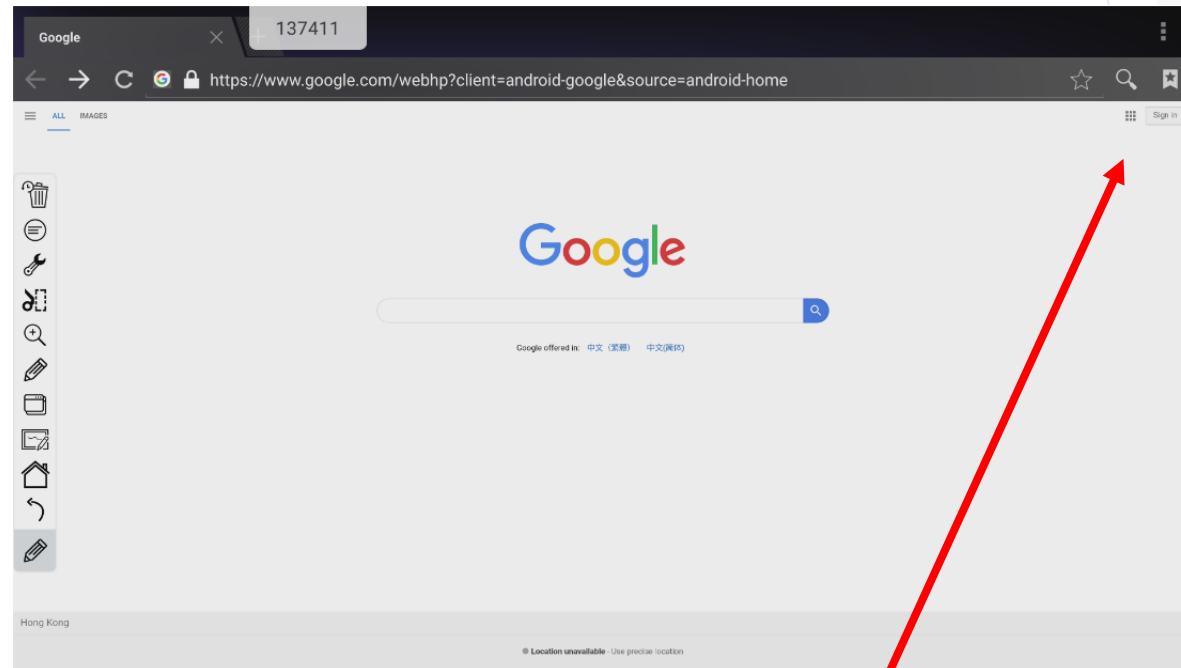 Google
137411
https://www.google.com/webhp?client=android-google&source=android-home
ALL IMAGES
Sign in
Google
Google offered in: 中文（繁體） 中文(简体)
Hong Kong
Location unavailable - Use precise location